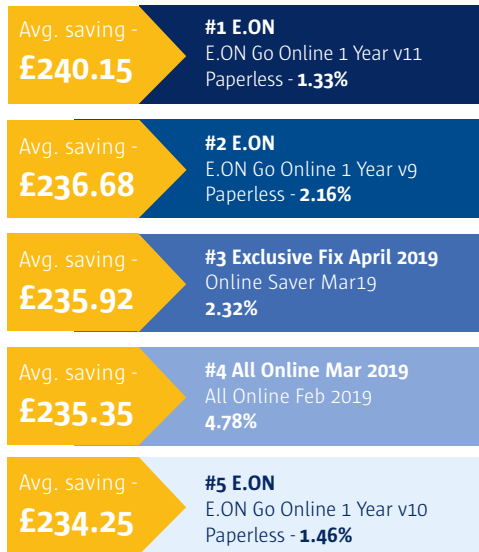 Avg. saving -
£240.15
#1 E.ON
E.ON Go Online 1 Year v11
Paperless - 1.33%
Avg. saving -
£236.68
#2 E.ON
E.ON Go Online 1 Year v9
Paperless - 2.16%
Avg. saving -
£235.92
#3 Exclusive Fix April 2019
Online Saver Mar19
2.32%
Avg. saving -
£235.35
#4 All Online Mar 2019
All Online Feb 2019
4.78%
Avg. saving -
£234.25
#5 E.ON
E.ON Go Online 1 Year v10
Paperless - 1.46%